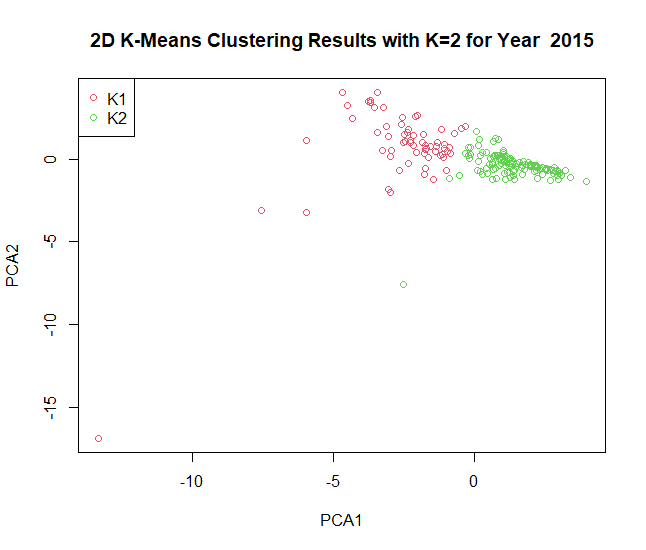 2D K-Means Clustering Results with K=2 for Year  2015
K1
K2
0
-5
-10
-15
PCA2
-10
-5
0
PCA1